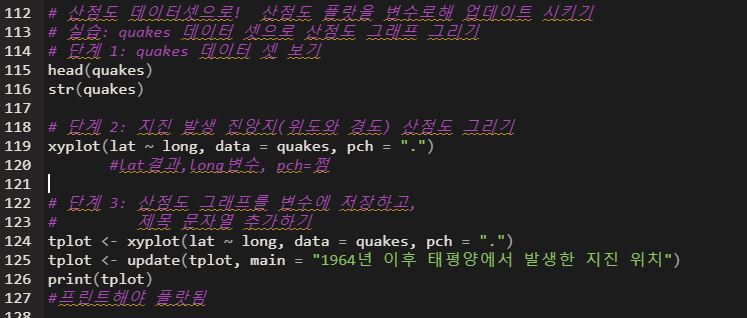 112 # 산점도 데이터셋으로!  산점도 플랏을 변수로해 업데이트 시키기
113 # 실습: quakes 데이터 셋으로 산점도 그래프 그리기
114 # 단계 1: quakes 데이터 셋 보기
115 head(quakes)
116 str(quakes)
117
118 # 단계 2: 지진 발생 진앙지(위도와 경도) 산점도 그리기
119 xyplot(lat ~ long, data = quakes, pch = ".")
120        #lat결과,long변수, pch=쩜
121
122 # 단계 3: 산점도 그래프를 변수에 저장하고,
123 #        제목 문자열 추가하기
124 tplot <- xyplot(lat ~ long, data = quakes, pch = ".")
125 tplot <- update(tplot, main = "1964년 이후 태평양에서 발생한 지진 위치")
126 print(tplot)
127 #프린트해야 플랏됨
128